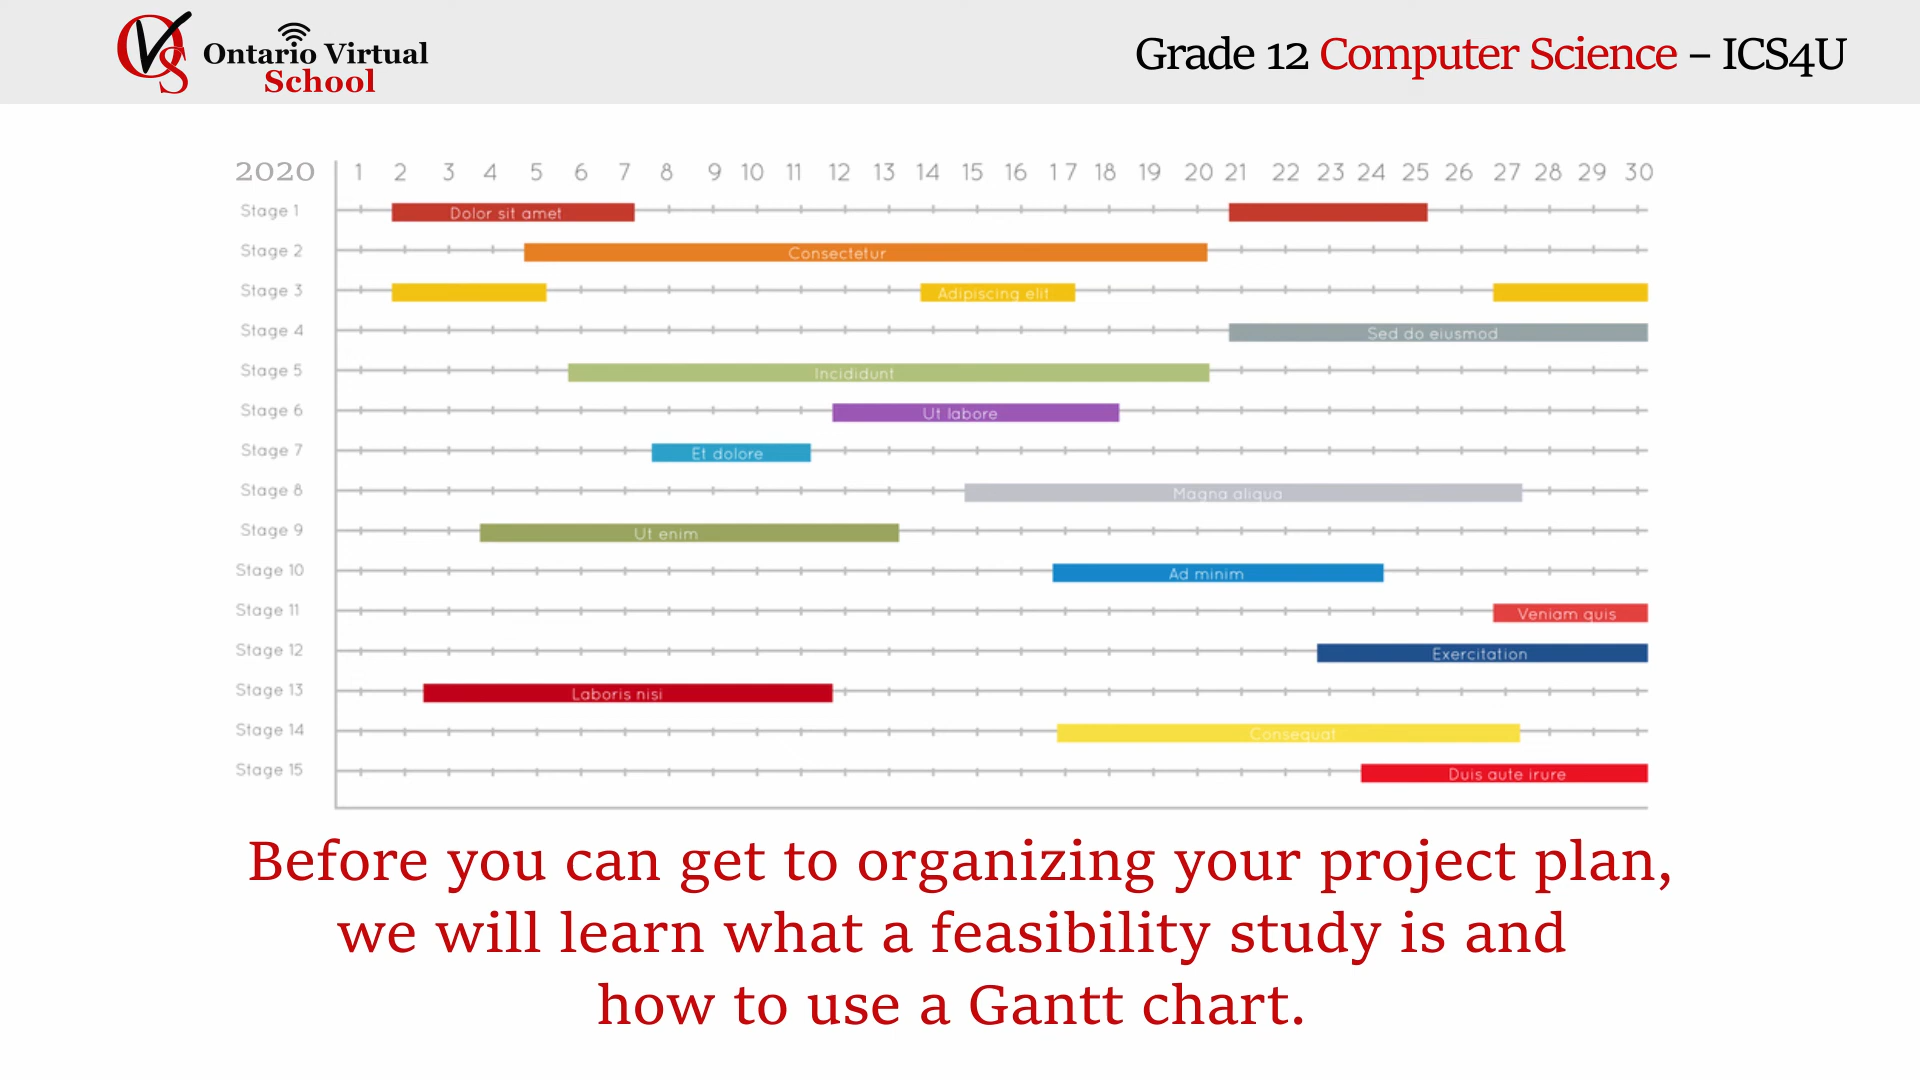 OVS Ontario Virtual
School
Grade 12 Computer Science – ICS4U
2020 1 2 3 4 5 6 7 8 9 10 11 12 13 14 15 16 17 18 19 20 21 22 23 24 25 26 27 28 29 30
Stage 1 Dolor sit amet
Stage 2 Consectetur
Stage 3 Adipiscing elit
Stage 4 Sed do eiusmod
Stage 5 Incididunt
Stage 6 Ut labore
Stage 7 Et dolore
Stage 8 Magna aliqua
Stage 9 Ut enim
Stage 10 Ad minim
Stage 11 Veniam quis
Stage 12 Exercitation
Stage 13 Laboris nisi
Stage 14 Consequat
Stage 15 Duis aute irure
Before you can get to organizing your project plan,
we will learn what a feasibility study is and
how to use a Gantt chart.